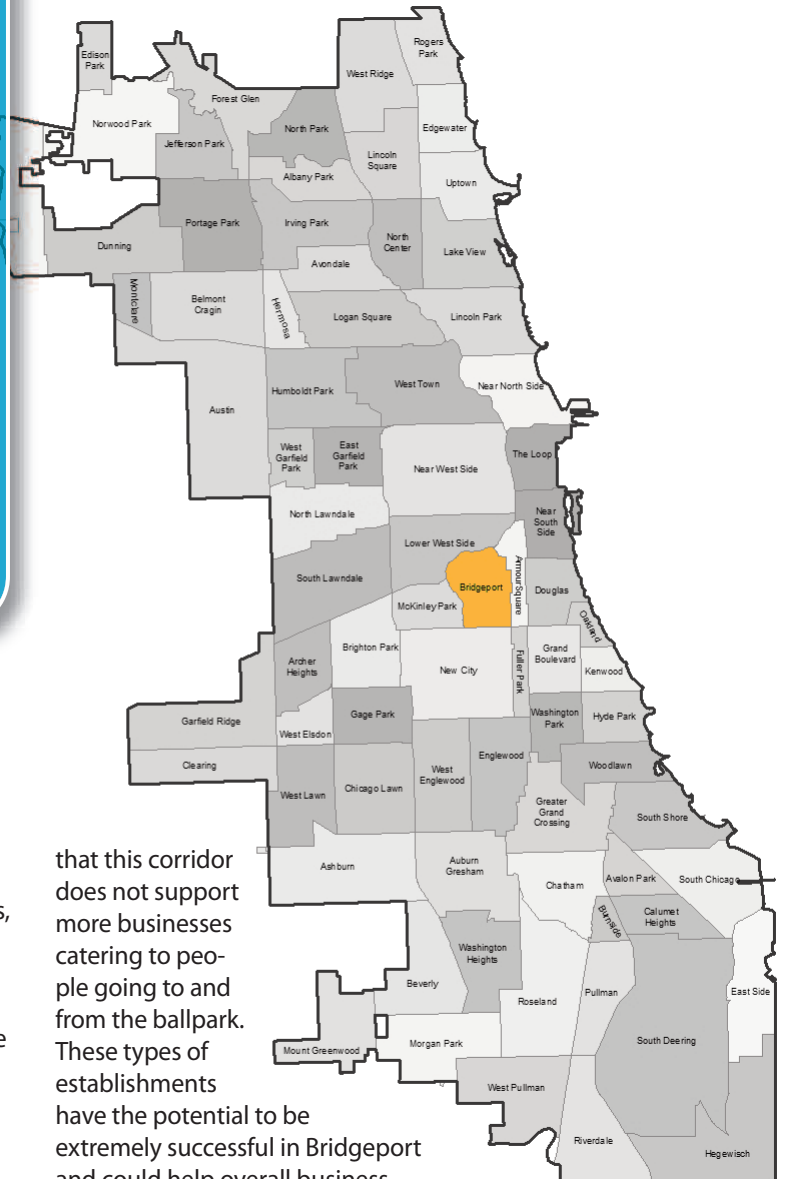 Rogers
Park
Edison
Park
West Ridge
Forest Glen
Norwood Park
North Park
Edgewater
Jefferson Park
Lincoln
Square
Albany Park
Uptown
Portage Park
Irving Park
North
Center
Dunning
Lake View
Avondale
Montclare
Belmont
Cragin
Hermosa
Logan Square
Lincoln Park
Humboldt Park
West Town
Near North Side
Austin
West
Garfield
Park
East
Garfield
Park
The Loop
Near West Side
North Lawndale
Near
South
Side
Lower West Side
South Lawndale
Bridgeport
Armour Square
Douglas
McKinley Park
Oakland
Brighton Park
Grand
Boulevard
Archer
Heights
New City
Fuller Park
Kenwood
Garfield Ridge
Gage Park
Washington
Park
Hyde Park
West Elsdon
Clearing
Englewood
West
Englewood
Woodlawn
West Lawn
Chicago Lawn
Greater
Grand
Crossing
South Shore
Ashburn
Auburn
Gresham
Chatham
Avalon Park
South Chicago
Burnside
Calumet
Heights
Washington
Heights
Beverly
Roseland
Pullman
East Side
South Deering
Mount Greenwood
Morgan Park
West Pullman
Riverdale
Hegewisch
that this corridor
does not support
more businesses
catering to peo-
ple going to and
from the ballpark.
These types of
establishments
have the potential to be
extremely successful in Bridgeport
and could help overall business
s,
e